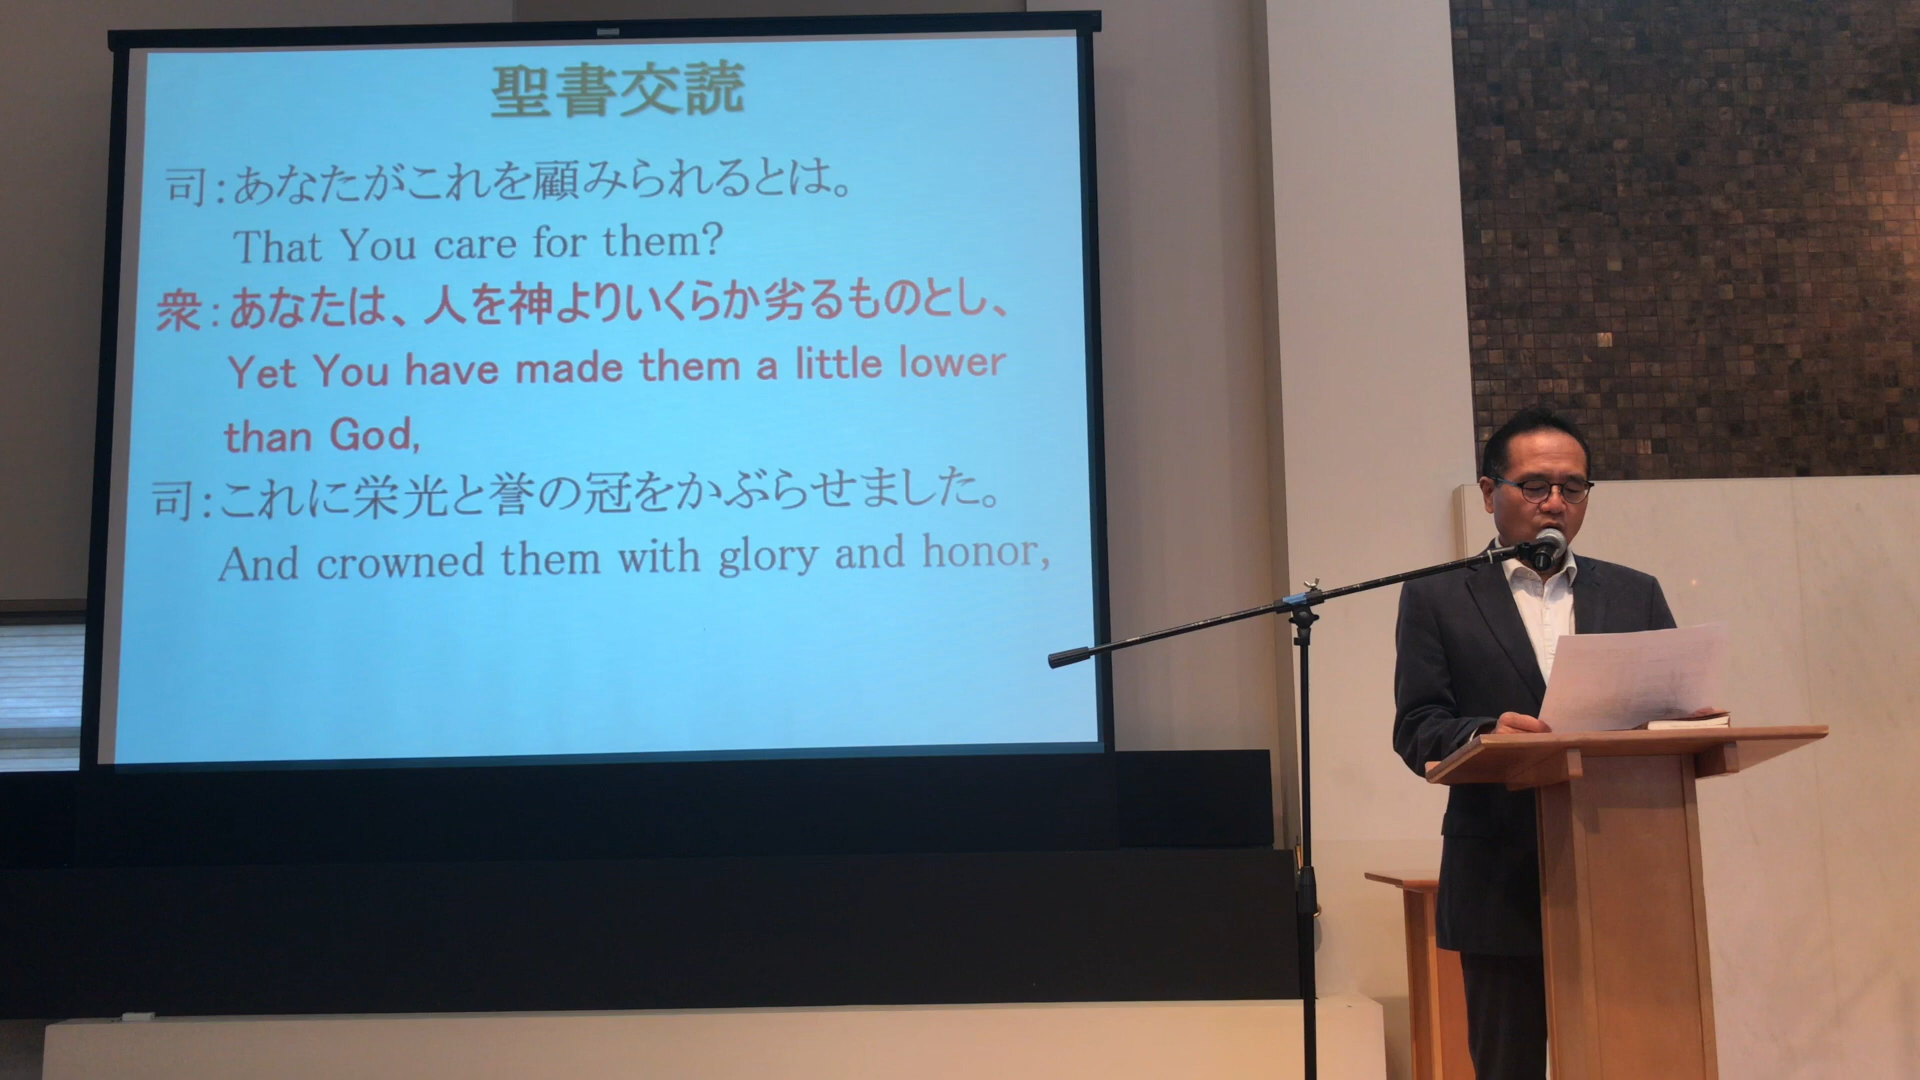 聖書交読
司:あなたがこれを顧みられるとは。
That You care for them?
衆:あなたは、人を神よりいくらか劣るものとし、
Yet You have made them a little lower
than God,
司:これに栄光と誉の冠をかぶらせました。
And crowned them with glory and honor,